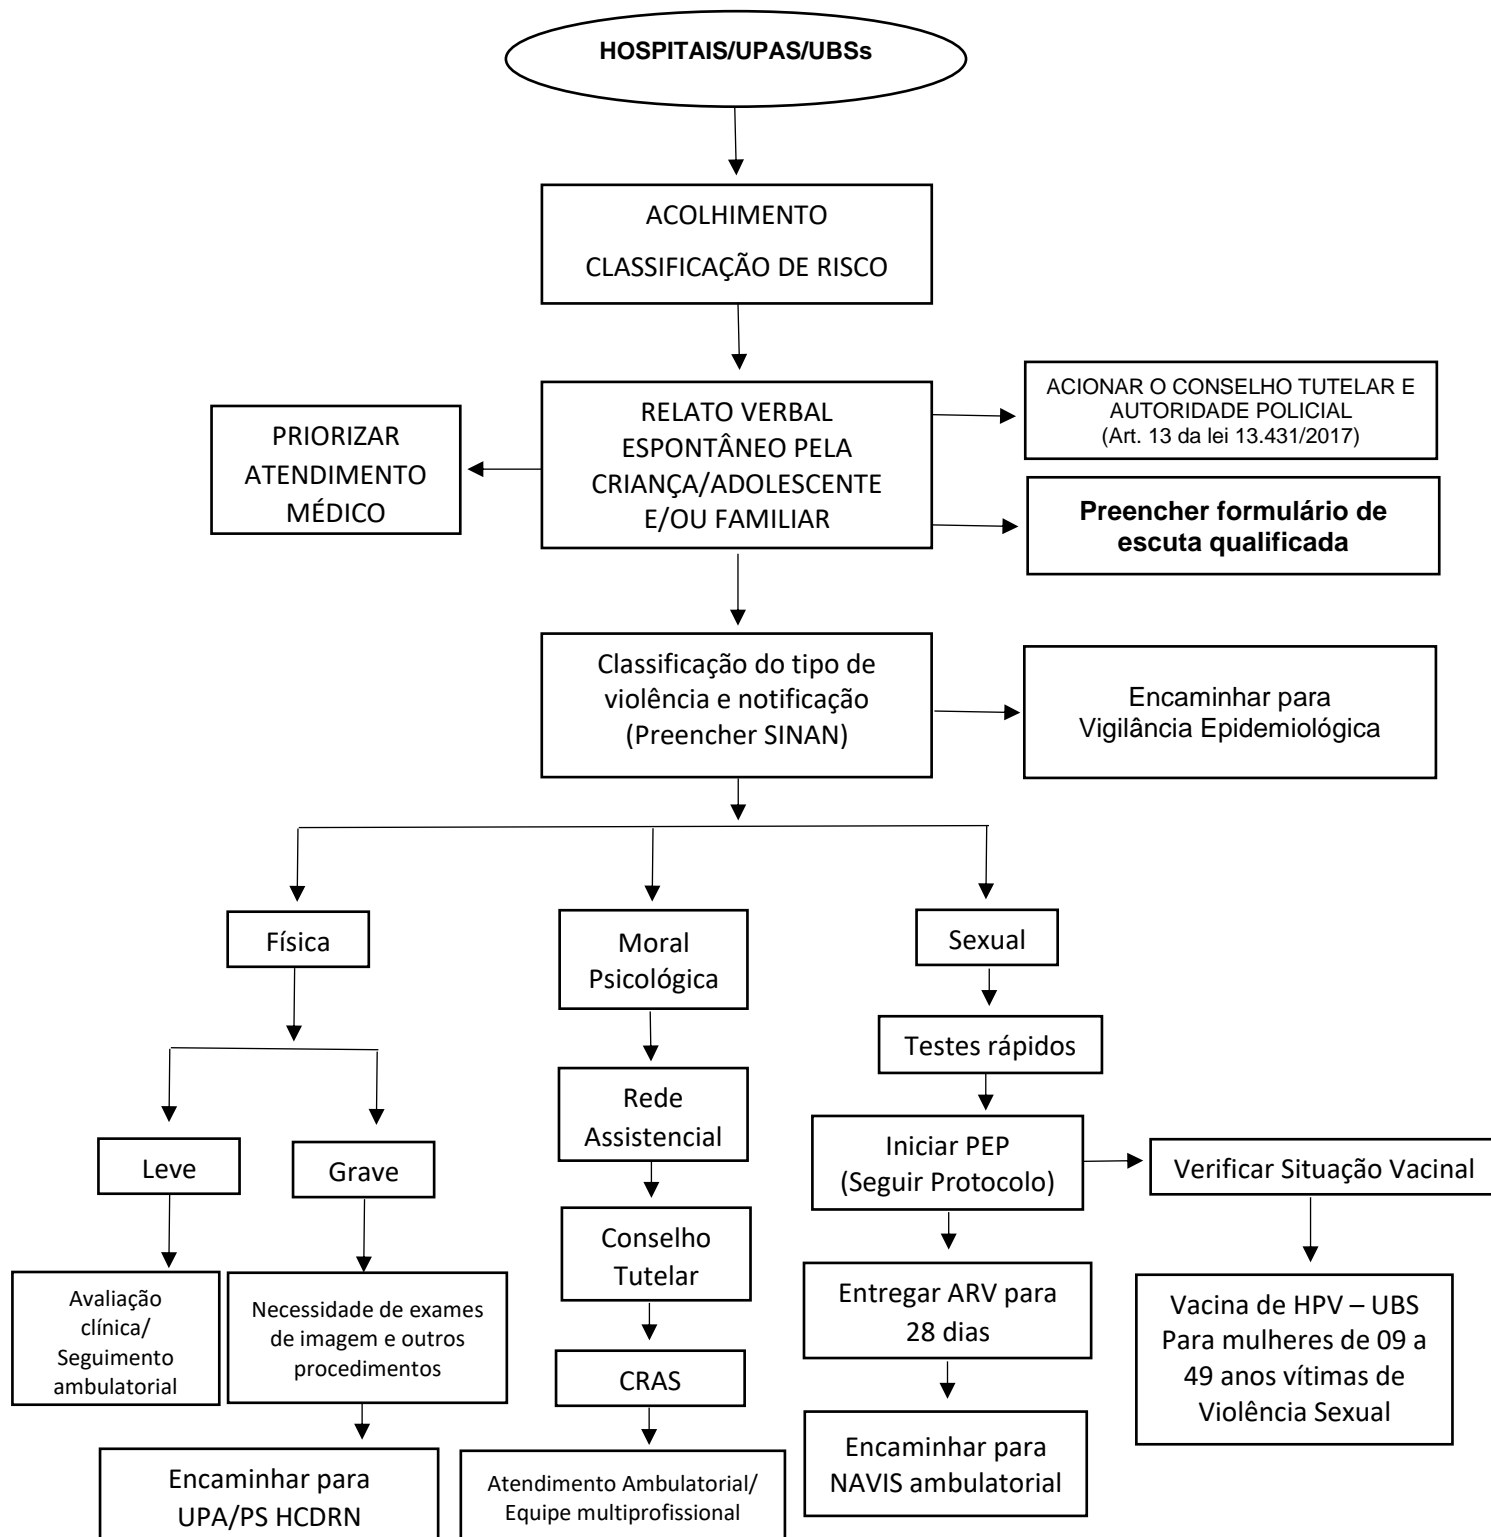 HOSPITAIS/UPAS/UBSs
ACOLHIMENTO
CLASSIFICAÇÃO DE RISCO
PRIORIZAR
ATENDIMENTO
MÉDICO
RELATO VERBAL
ESPONTÂNEO PELA
CRIANÇA/ADOLESCENTE
E/OU FAMILIAR
ACIONAR O CONSELHO TUTELAR E
AUTORIDADE POLICIAL
(Art. 13 da lei 13.431/2017)
Preencher formulário de
escuta qualificada
Classificação do tipo de
violência e notificação
(Preencher SINAN)
Encaminhar para
Vigilância Epidemiológica
Física
Moral
Psicológica
Sexual
Testes rápidos
Leve
Grave
Rede
Assistencial
Iniciar PEP
(Seguir Protocolo)
Verificar Situação Vacinal
Avaliação
clínica/
Seguimento
ambulatorial
Necessidade de exames
de imagem e outros
procedimentos
Conselho
Tutelar
Entregar ARV para
28 dias
Vacina de HPV – UBS
Para mulheres de 09 a
49 anos vítimas de
Violência Sexual
CRAS
Encaminhar para
UPA/PS HCDRN
Atendimento Ambulatorial/
Equipe multiprofissional
Encaminhar para
NAVIS ambulatorial